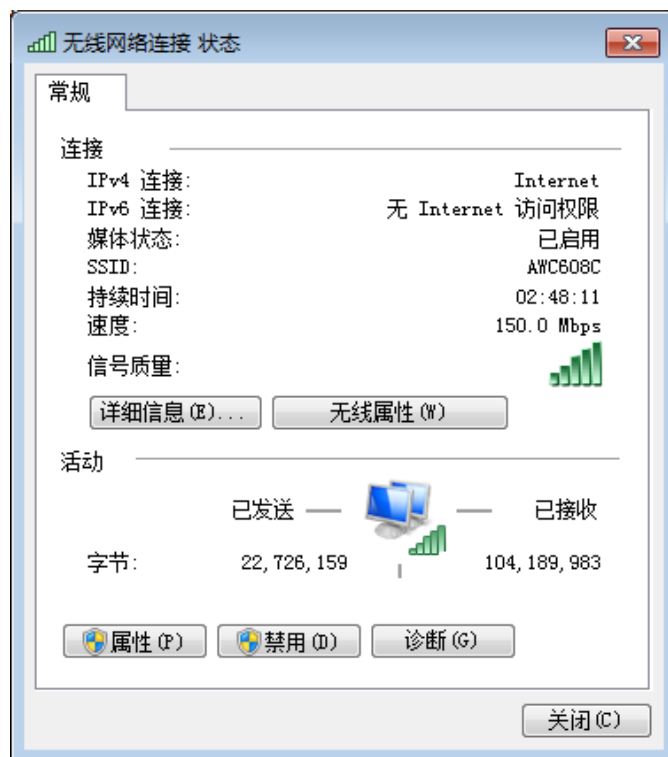 无线网络连接 状态
常规
连接
IPv4 连接: Internet
IPv6 连接: 无 Internet 访问权限
媒体状态: 已启用
SSID: AWC608C
持续时间: 02:48:11
速度: 150.0 Mbps
信号质量:
详细信息(E)... 无线属性(W)
活动
已发送 — — 已接收
字节: 22,726,159 | 104,189,983
属性(P) 禁用(D) 诊断(G)
关闭(C)